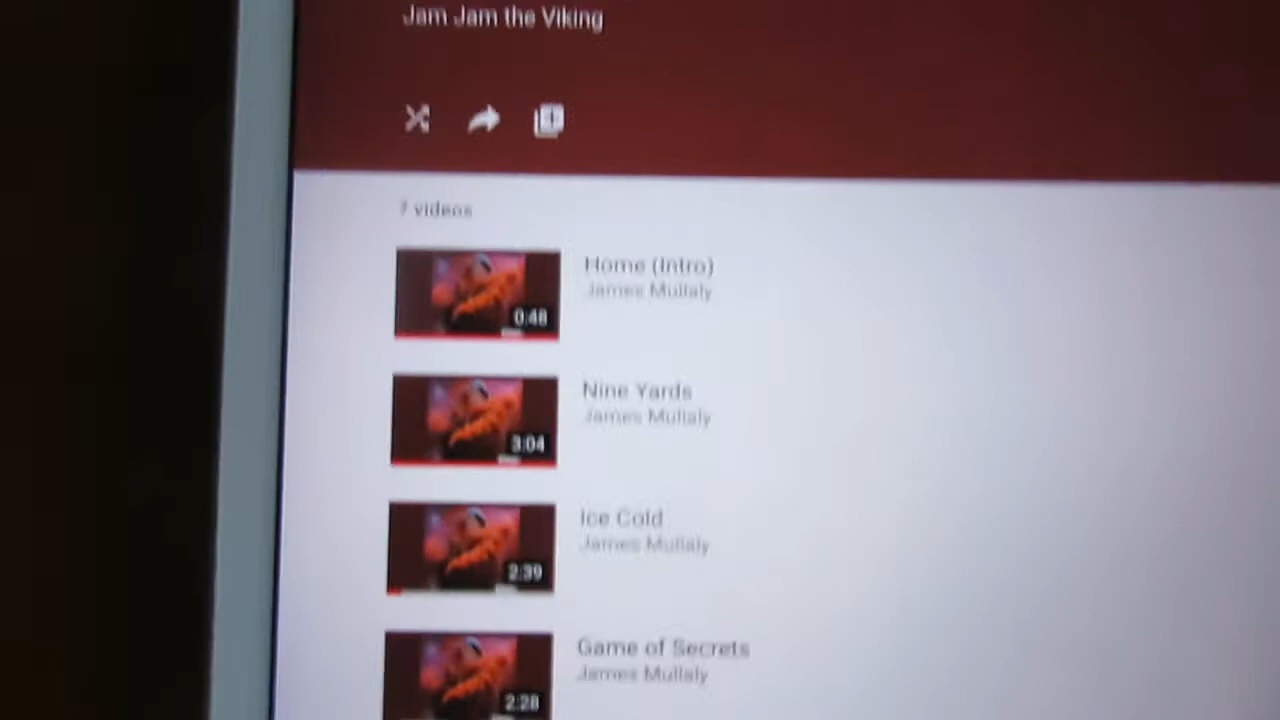 Jam Jam the Viking
7 videos
Home (Intro)
James Mullaly
0:48
Nine Yards
James Mullaly
3:04
Ice Cold
James Mullaly
2:39
Game of Secrets
James Mullaly
2:28